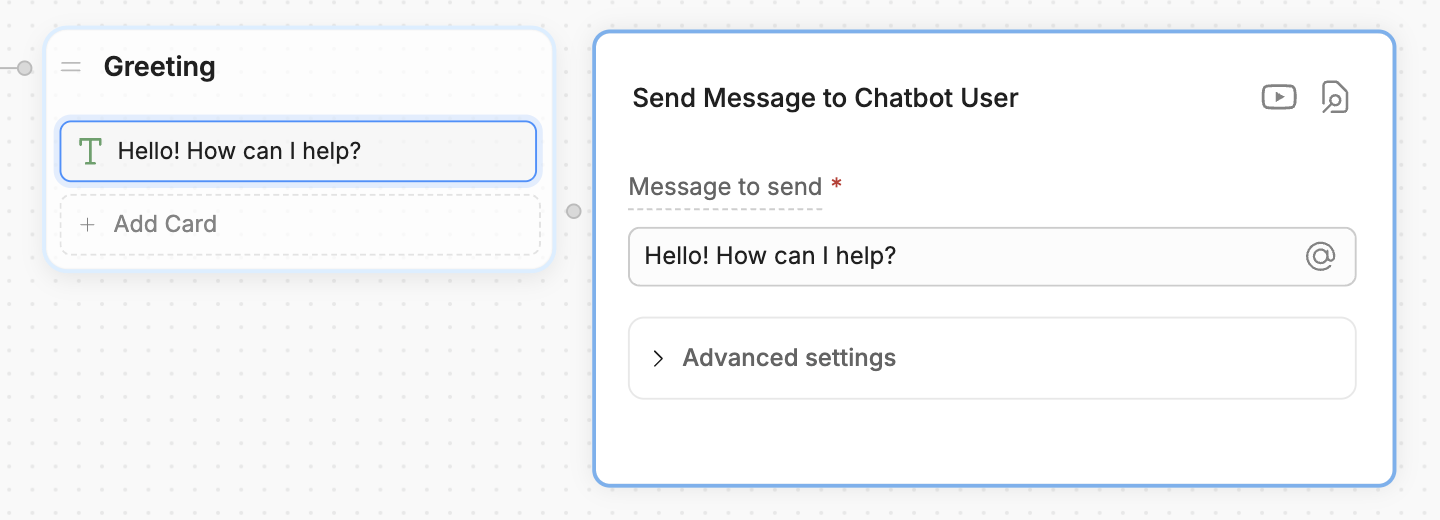 Greeting
Hello! How can I help?
+ Add Card
Send Message to Chatbot User
Message to send *
Hello! How can I help?
@
Advanced settings